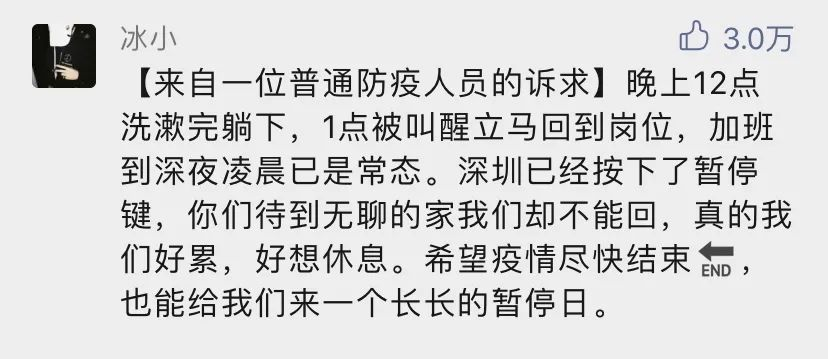 冰小
3.0万
【来自一位普通防疫人员的诉求】晚上12点
洗漱完躺下，1点被叫醒立马回到岗位，加班
到深夜凌晨已是常态。深圳已经按下了暂停
键，你们待到无聊的家我们却不能回，真的我
们好累，好想休息。希望疫情尽快结束🔚，
也能给我们来一个长长的暂停日。